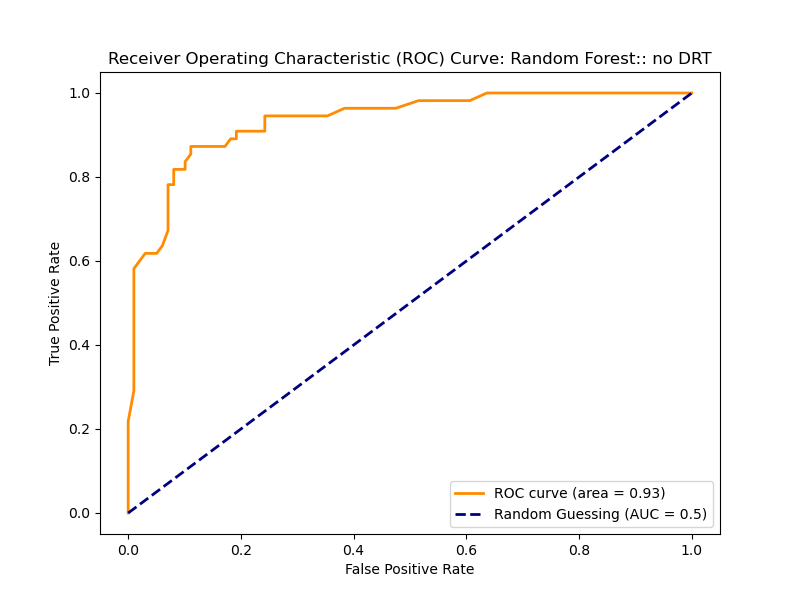 Receiver Operating Characteristic (ROC) Curve: Random Forest:: no DRT
True Positive Rate
1.0
0.8
0.6
0.4
0.2
0.0
ROC curve (area = 0.93)
Random Guessing (AUC = 0.5)
0.0 0.2 0.4 0.6 0.8 1.0
False Positive Rate